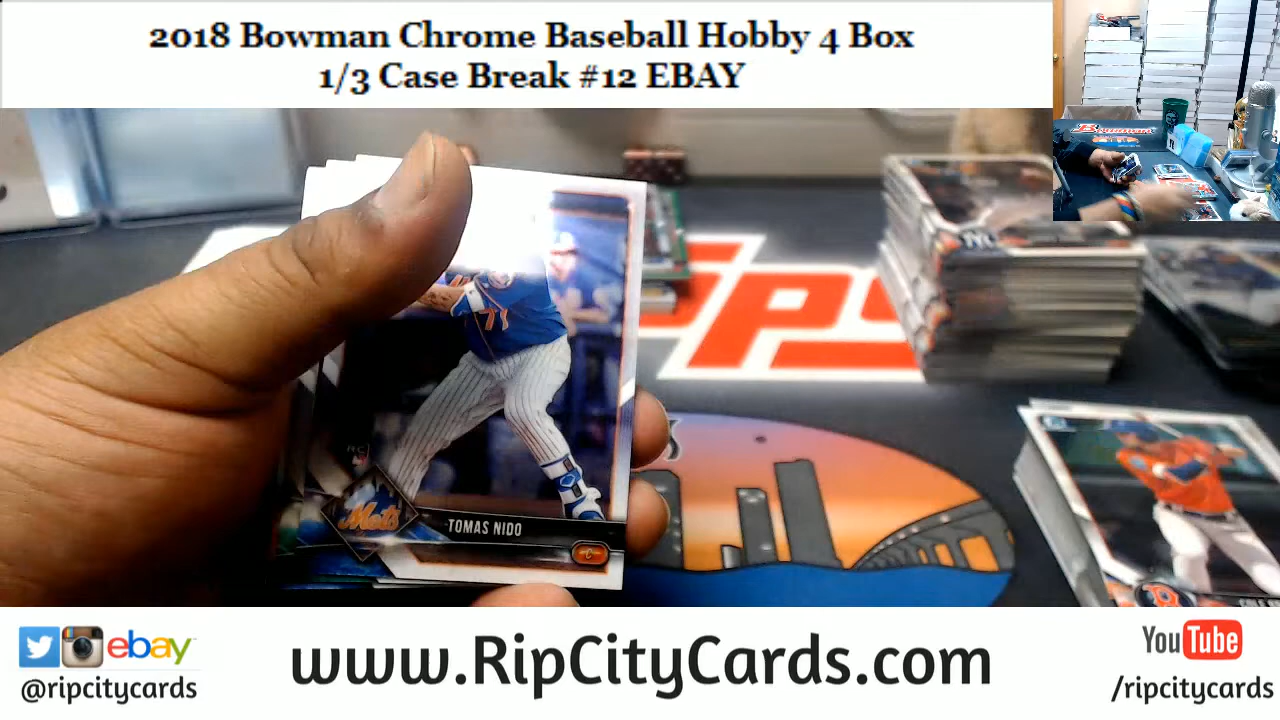 2018 Bowman Chrome Baseball Hobby 4 Box
1/3 Case Break #12 EBAY
71
Mets
TOMAS NIDO
C
ebay
@ripcitycards
www.RipCityCards.com
YouTube
/ripcitycards